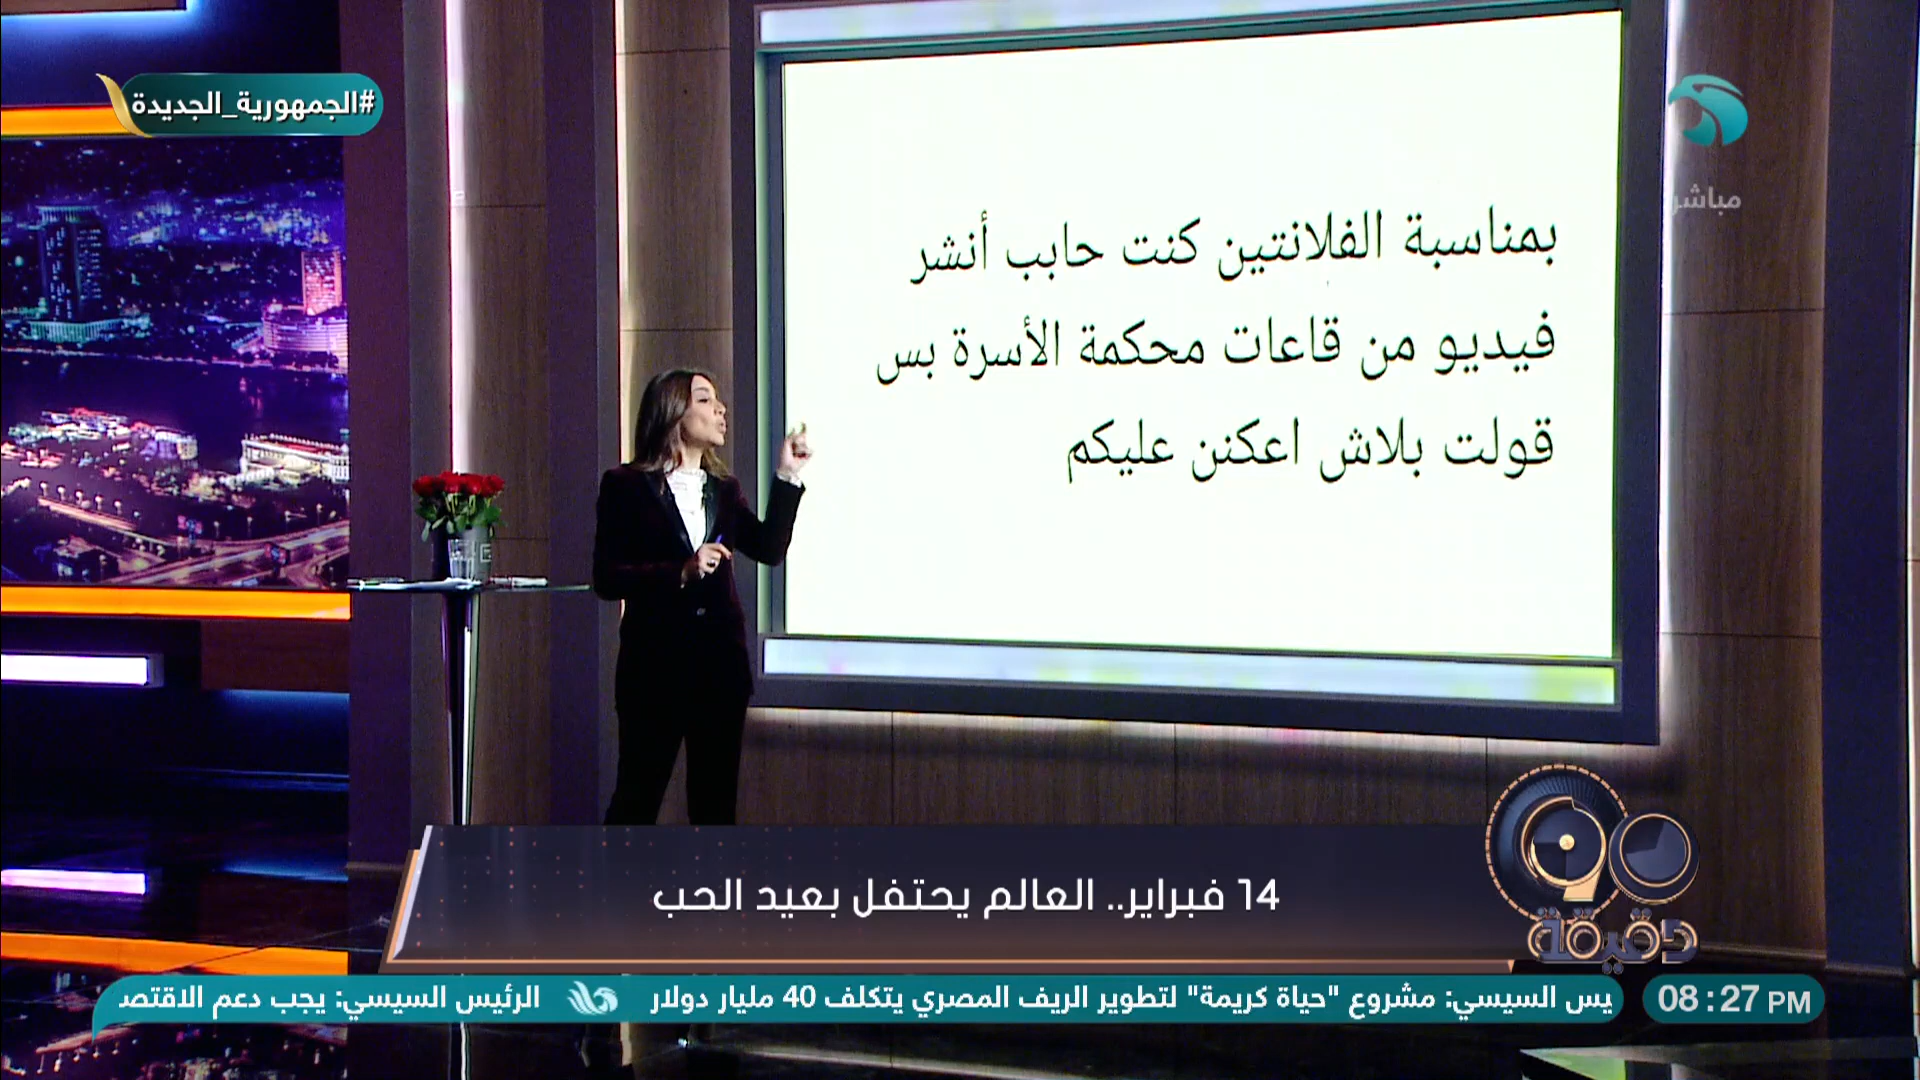 #الجمهورية_الجديدة
مباشر
بمناسبة الفلانتين كنت حابب أنشر
فيديو من قاعات محكمة الأسرة بس
قولت بلاش اعكنن عليكم
90
دقيقة
14 فبراير.. العالم يحتفل بعيد الحب
يس السيسي: مشروع "حياة كريمة" لتطوير الريف المصري يتكلف 40 مليار دولار
الرئيس السيسي: يجب دعم الاقتص
08:27 PM